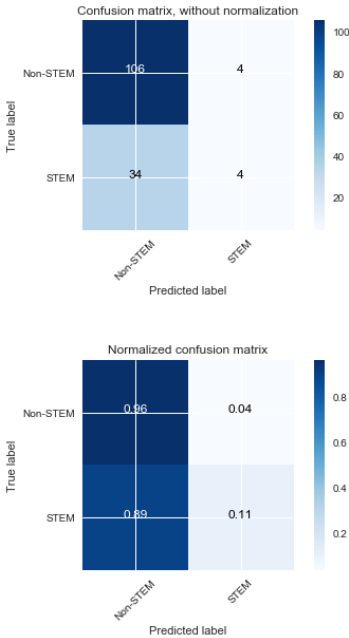 Confusion matrix, without normalization
100
Non-STEM 106 4
80
True label
60
40
STEM 34 4
20
Non-STEM STEM
Predicted label
Normalized confusion matrix
Non-STEM 0.96 0.04
0.8
True label
0.6
0.4
STEM 0.89 0.11
0.2
Non-STEM STEM
Predicted label